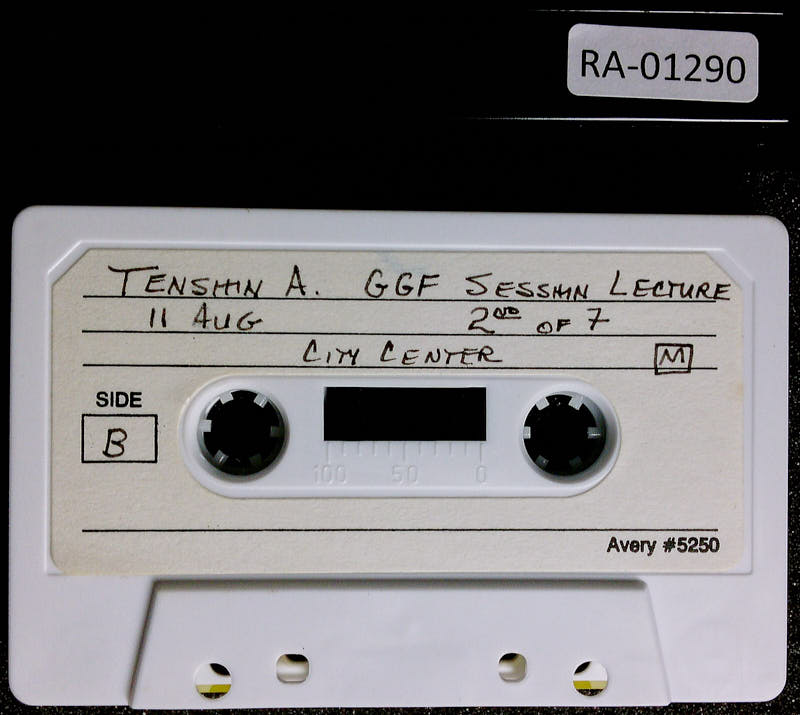 RA-01290
TENSHIN A. GGF SESSHIN LECTURE
11 AUG 2ND OF 7
CITY CENTER M
SIDE
B
100 50 0
Avery #5250